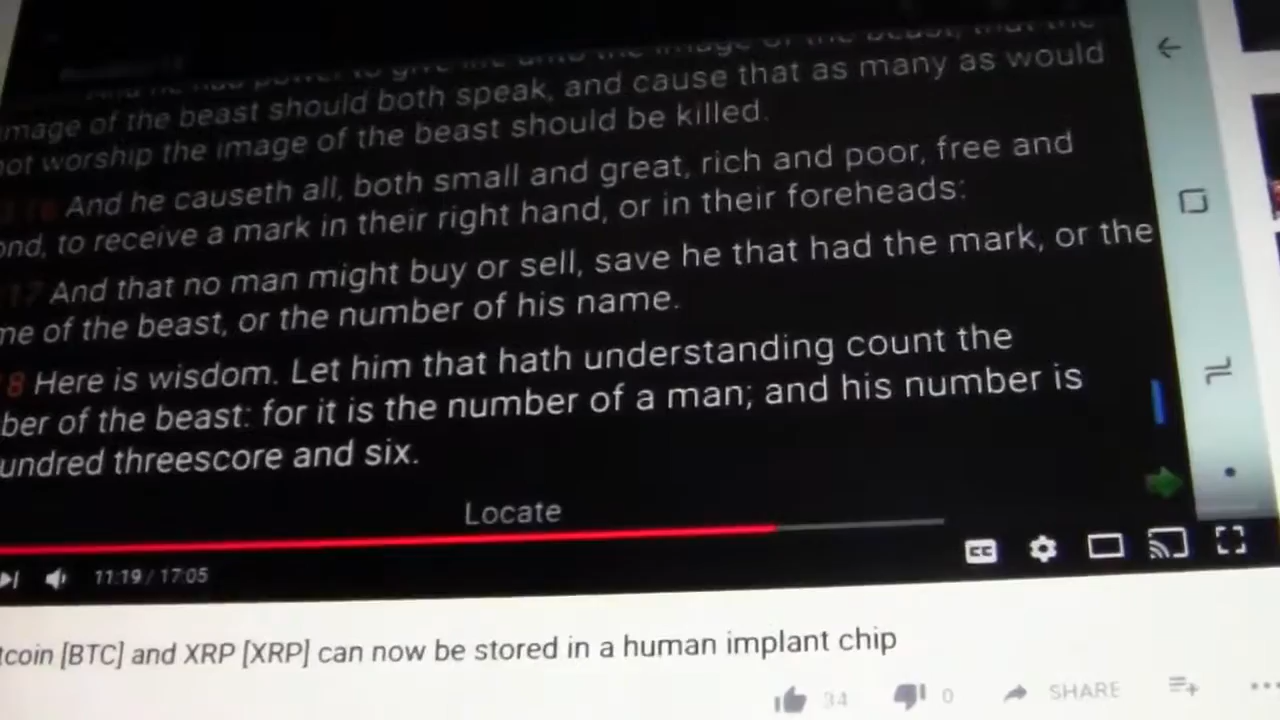 image of the beast should both speak, and cause that as many as would
not worship the image of the beast should be killed.
And he causeth all, both small and great, rich and poor, free and
ond, to receive a mark in their right hand, or in their foreheads:
17 And that no man might buy or sell, save he that had the mark, or the
me of the beast, or the number of his name.
8 Here is wisdom. Let him that hath understanding count the
ber of the beast: for it is the number of a man; and his number is
undred threescore and six.
Locate
CC
11:19 / 17:05
tcoin [BTC] and XRP [XRP] can now be stored in a human implant chip
34
0
SHARE